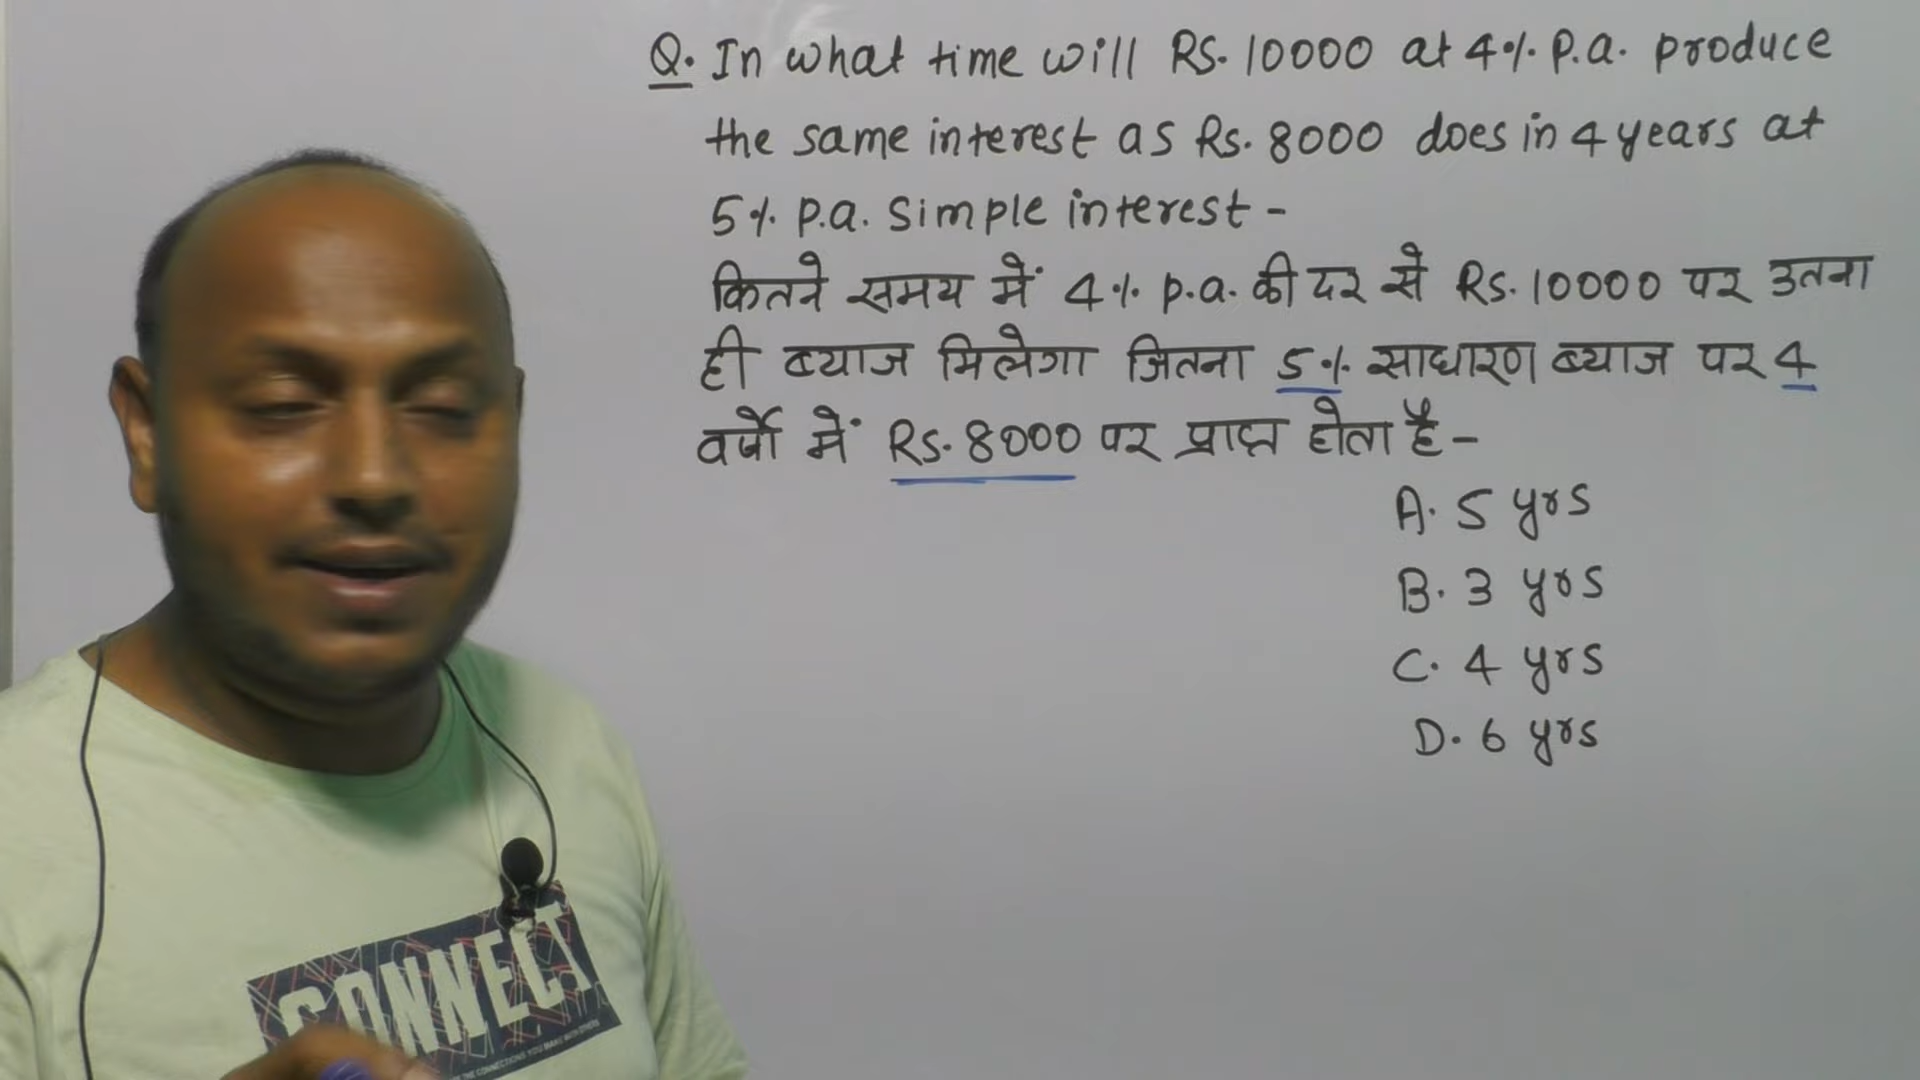 Q. In what time will RS. 10000 at 4%. P.a. produce
the same interest as Rs. 8000 does in 4 years at
5%. P.a. Simple interest -
कितने समय में 4%. p.a. की दर से Rs. 10000 पर उतना
ही ब्याज मिलेगा जितना 5%. साधारण ब्याज पर 4
वर्षो में Rs. 8000 पर प्राप्त होता है -
A. 5 yrs
B. 3 yrs
C. 4 yrs
D. 6 yrs
CONNECT